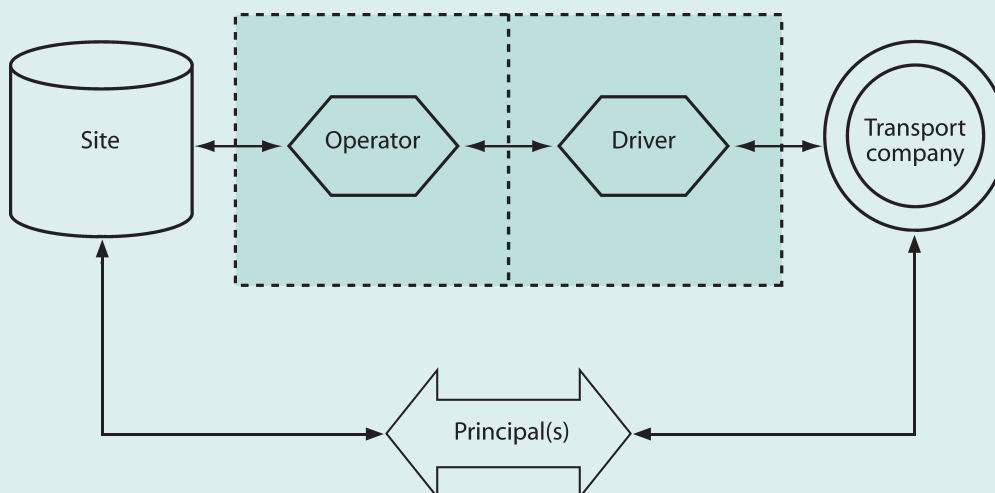 Site
Operator
Driver
Transport
company
Principal(s)